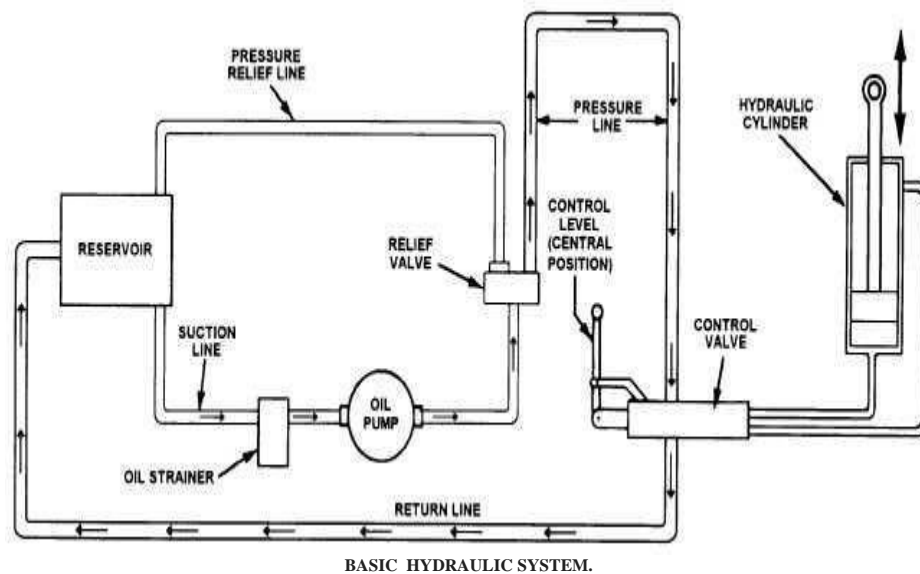 PRESSURE
RELIEF LINE
PRESSURE
LINE
HYDRAULIC
CYLINDER
RESERVOIR
CONTROL
LEVEL
(CENTRAL
POSITION)
RELIEF
VALVE
SUCTION
LINE
CONTROL
VALVE
OIL
PUMP
OIL STRAINER
RETURN LINE
BASIC HYDRAULIC SYSTEM.